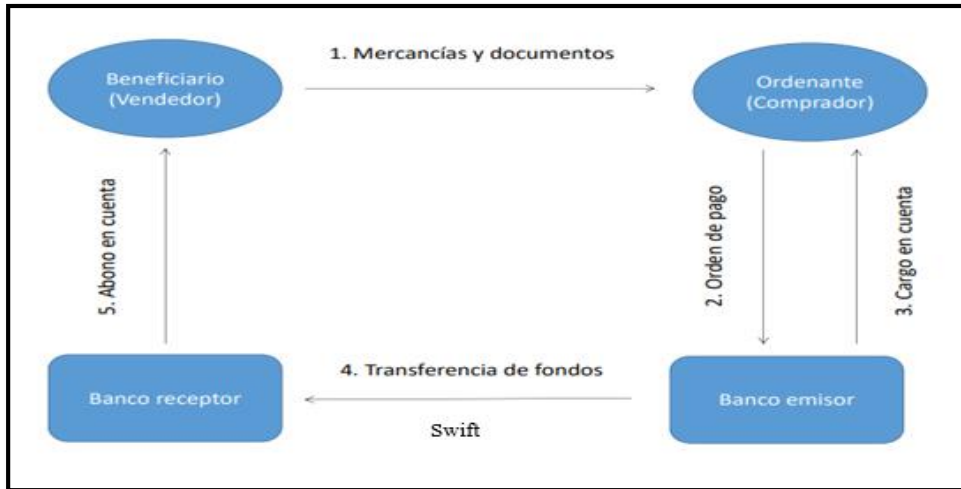 1. Mercancías y documentos
Beneficiario
(Vendedor)
Ordenante
(Comprador)
5. Abono en cuenta
2. Orden de pago
3. Cargo en cuenta
4. Transferencia de fondos
Banco receptor
Banco emisor
Swift